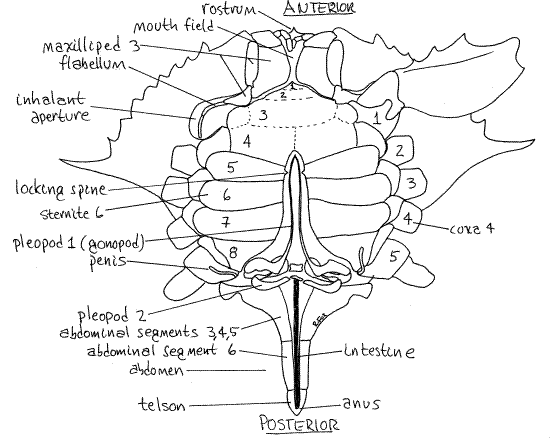 ANTERIOR
rostrum
mouth field
maxilliped 3
flabellum
inhalant
aperture
1
2
3
4
5
6
7
8
1
2
3
4
5
locking spine
sternite 6
pleopod 1 (gonopod)
penis
coxa 4
pleopod 2
abdominal segments 3,4,5
abdominal segment 6
abdomen
intestine
telson
anus
POSTERIOR